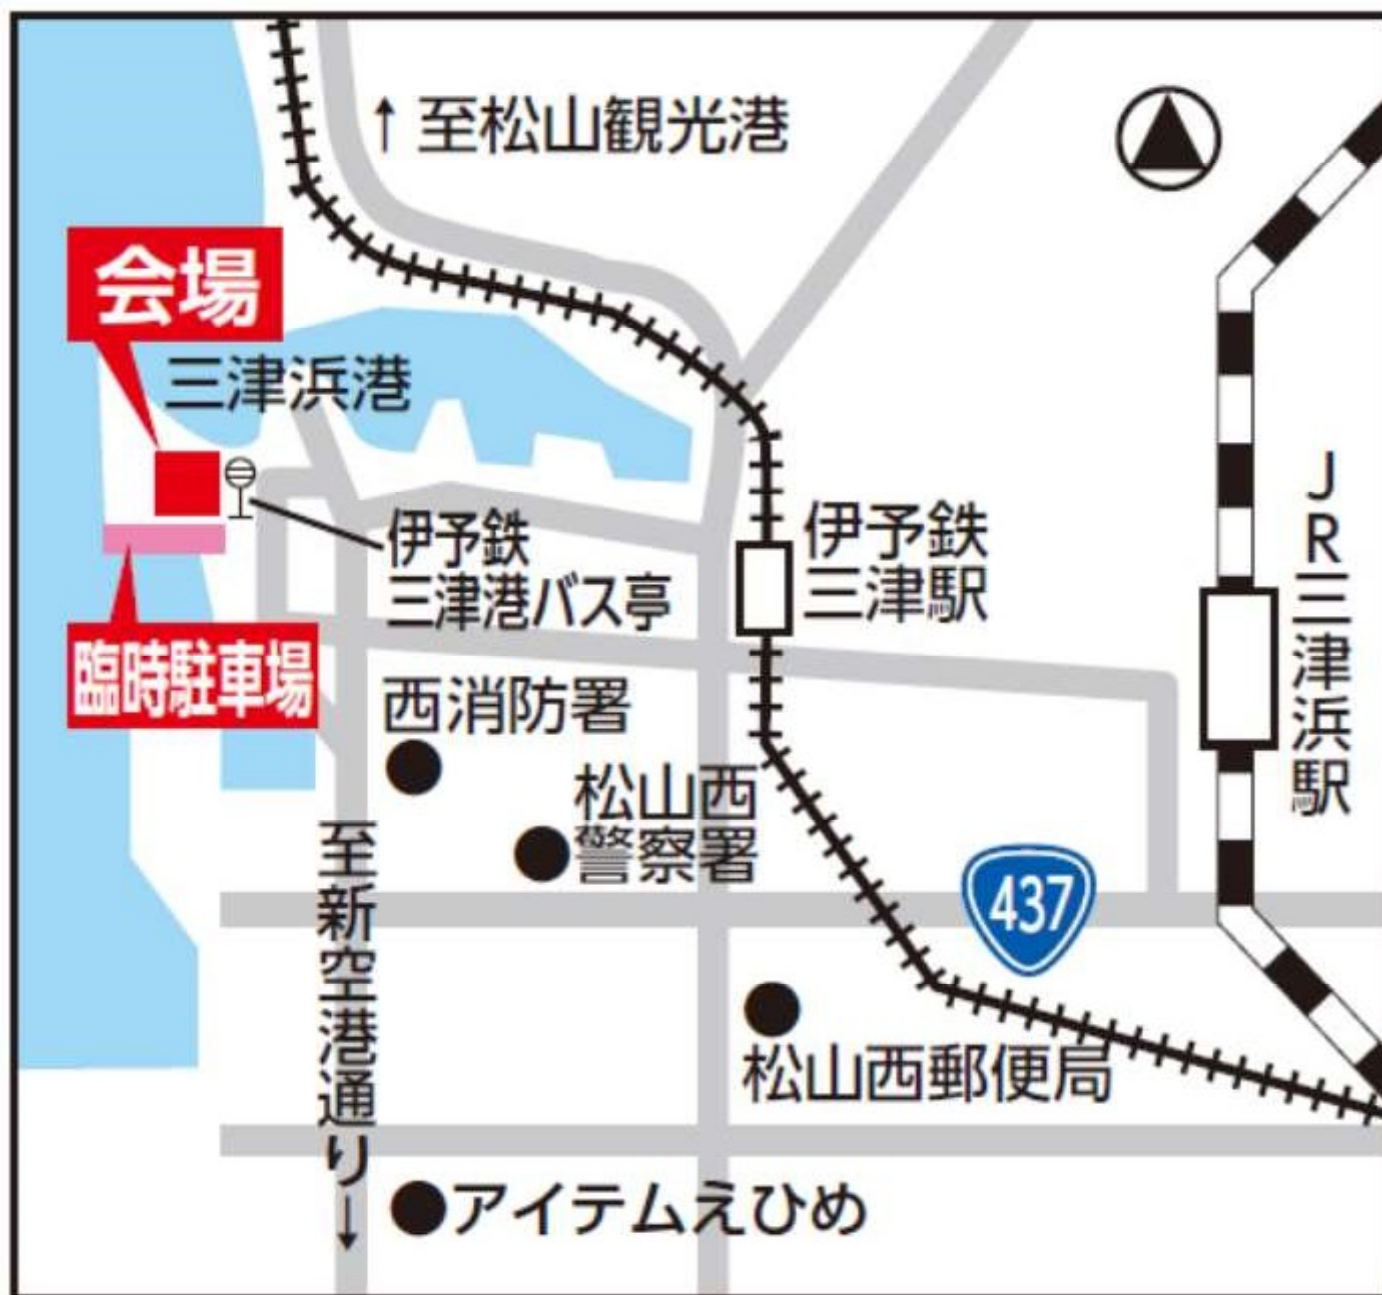 ↑至松山観光港
会場
三津浜港
伊予鉄
三津港バス亭
伊予鉄
三津駅
JR三津浜駅
臨時駐車場
西消防署
松山西
警察署
437
至新空港通り↓
松山西郵便局
●アイテムえひめ